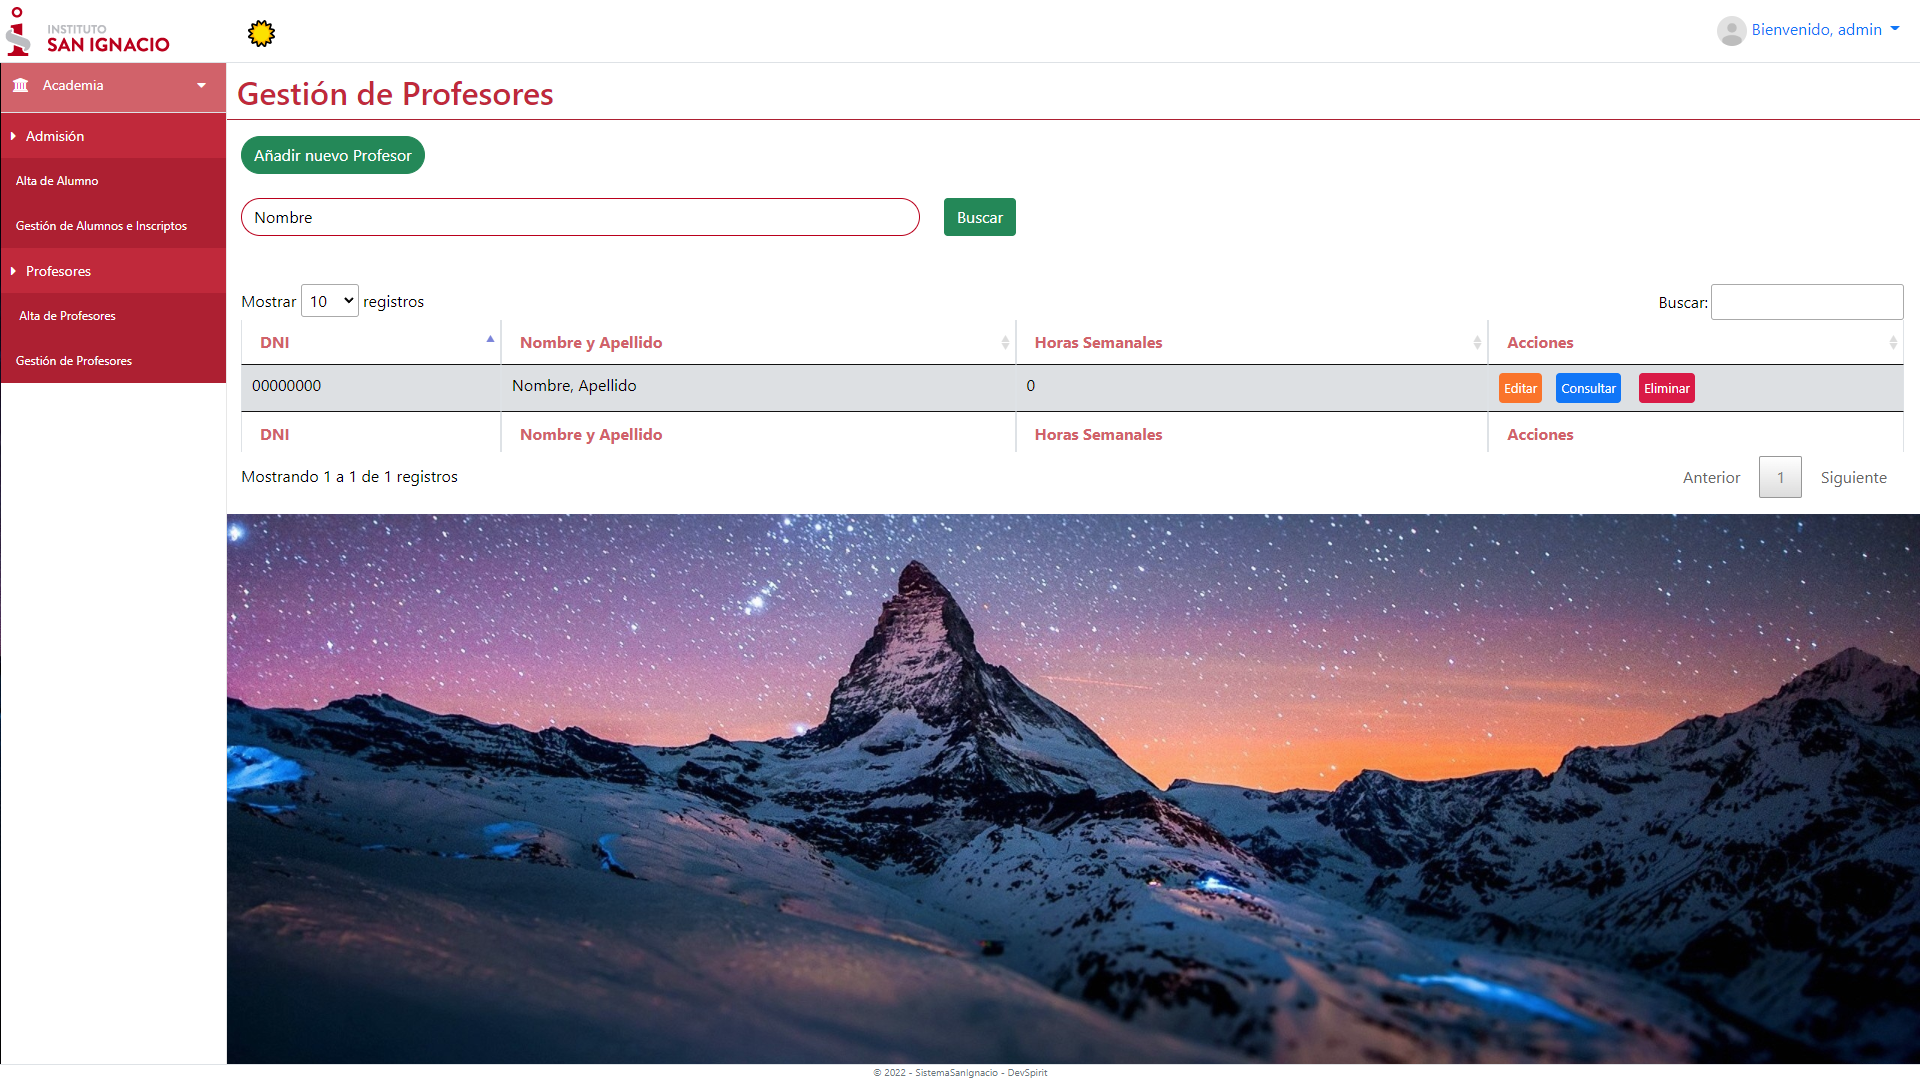 INSTITUTO
SAN IGNACIO
Bienvenido, admin
Academia
Admisión
Alta de Alumno
Gestión de Alumnos e Inscriptos
Profesores
Alta de Profesores
Gestión de Profesores
Gestión de Profesores
Añadir nuevo Profesor
Nombre
Buscar
Mostrar 10 registros
Buscar:
DNI Nombre y Apellido Horas Semanales Acciones
00000000 Nombre, Apellido 0 Editar Consultar Eliminar
DNI Nombre y Apellido Horas Semanales Acciones
Mostrando 1 a 1 de 1 registros
Anterior 1 Siguiente
© 2022 - SistemaSanIgnacio - DevSpirit